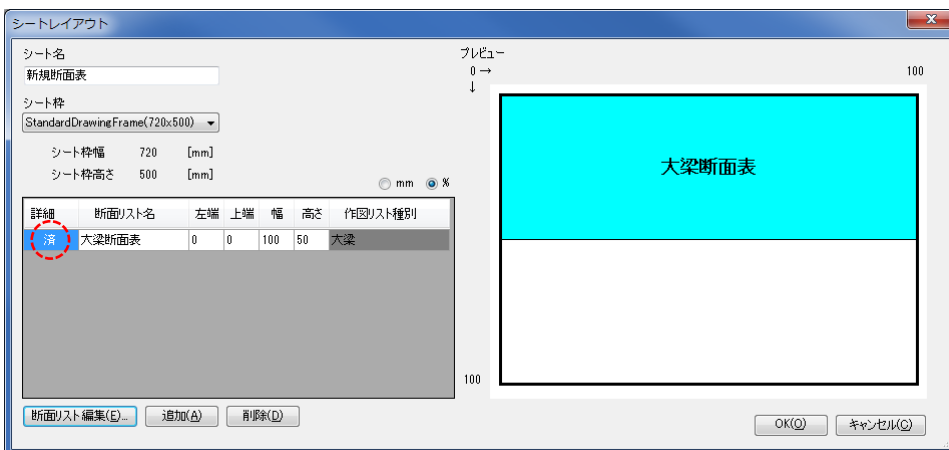 シートレイアウト
シート名
新規断面表
シート枠
StandardDrawingFrame(720×500)
シート枠幅 720 [mm]
シート枠高さ 500 [mm]
mm %
詳細 断面リスト名 左端 上端 幅 高さ 作図リスト種別
済 大梁断面表 0 0 100 50 大梁
断面リスト編集(E)... 追加(A) 削除(D)
プレビュー
0 → 100
↓
大梁断面表
100
OK(O) キャンセル(C)